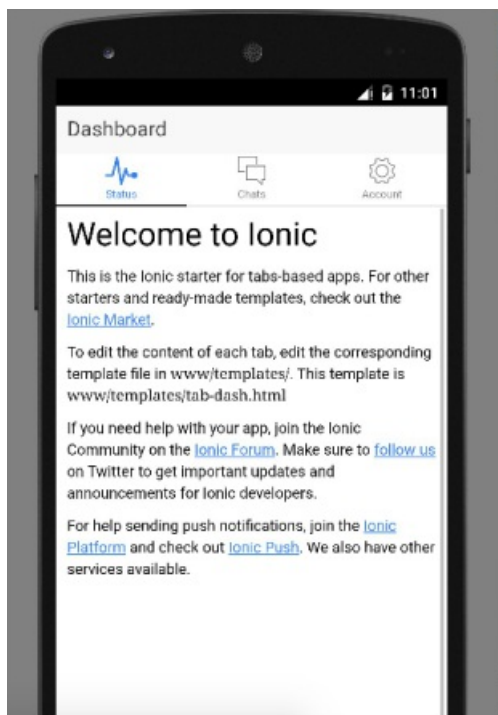 11:01
Dashboard
Status Chats Account
Welcome to Ionic
This is the Ionic starter for tabs-based apps. For other
starters and ready-made templates, check out the
Ionic Market.
To edit the content of each tab, edit the corresponding
template file in www/templates/. This template is
www/templates/tab-dash.html
If you need help with your app, join the Ionic
Community on the Ionic Forum. Make sure to follow us
on Twitter to get important updates and
announcements for Ionic developers.
For help sending push notifications, join the Ionic
Platform and check out Ionic Push. We also have other
services available.